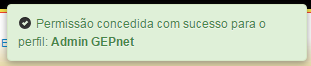 Permissão concedida com sucesso para o
perfil: Admin GEPnet